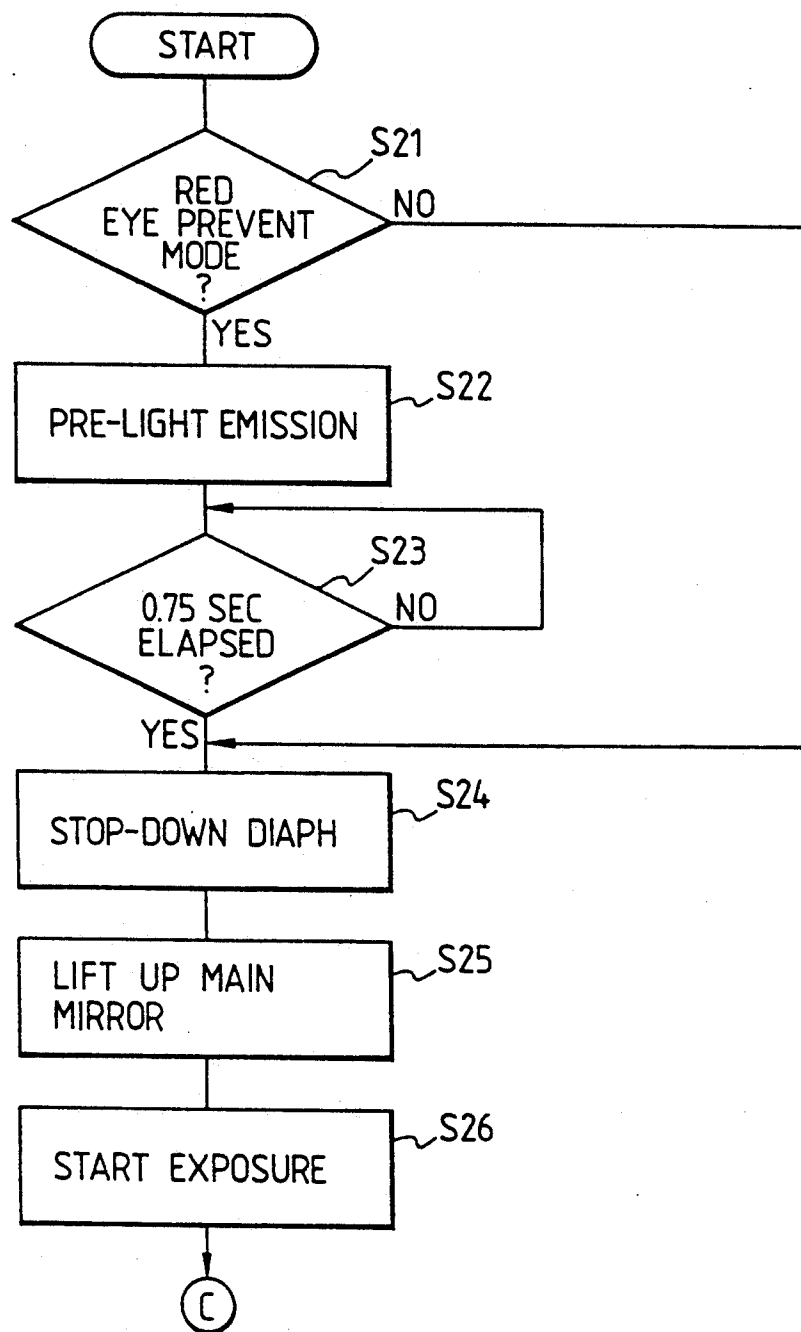 START
S21
RED
EYE PREVENT
MODE
?
NO
YES
S22
PRE-LIGHT EMISSION
S23
0.75 SEC
ELAPSED
?
NO
YES
S24
STOP-DOWN DIAPH
S25
LIFT UP MAIN
MIRROR
S26
START EXPOSURE
C